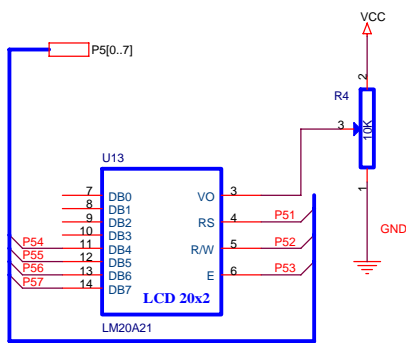 VCC
P5[0..7]
2
R4
3
10K
U13
1
7 DB0 VO 3
8 DB1
9 DB2 RS 4 P51
10 DB3
P54 11 DB4 R/W 5 P52
P55 12 DB5
P56 13 DB6 E 6 P53
P57 14 DB7
GND
LCD 20x2
LM20A21